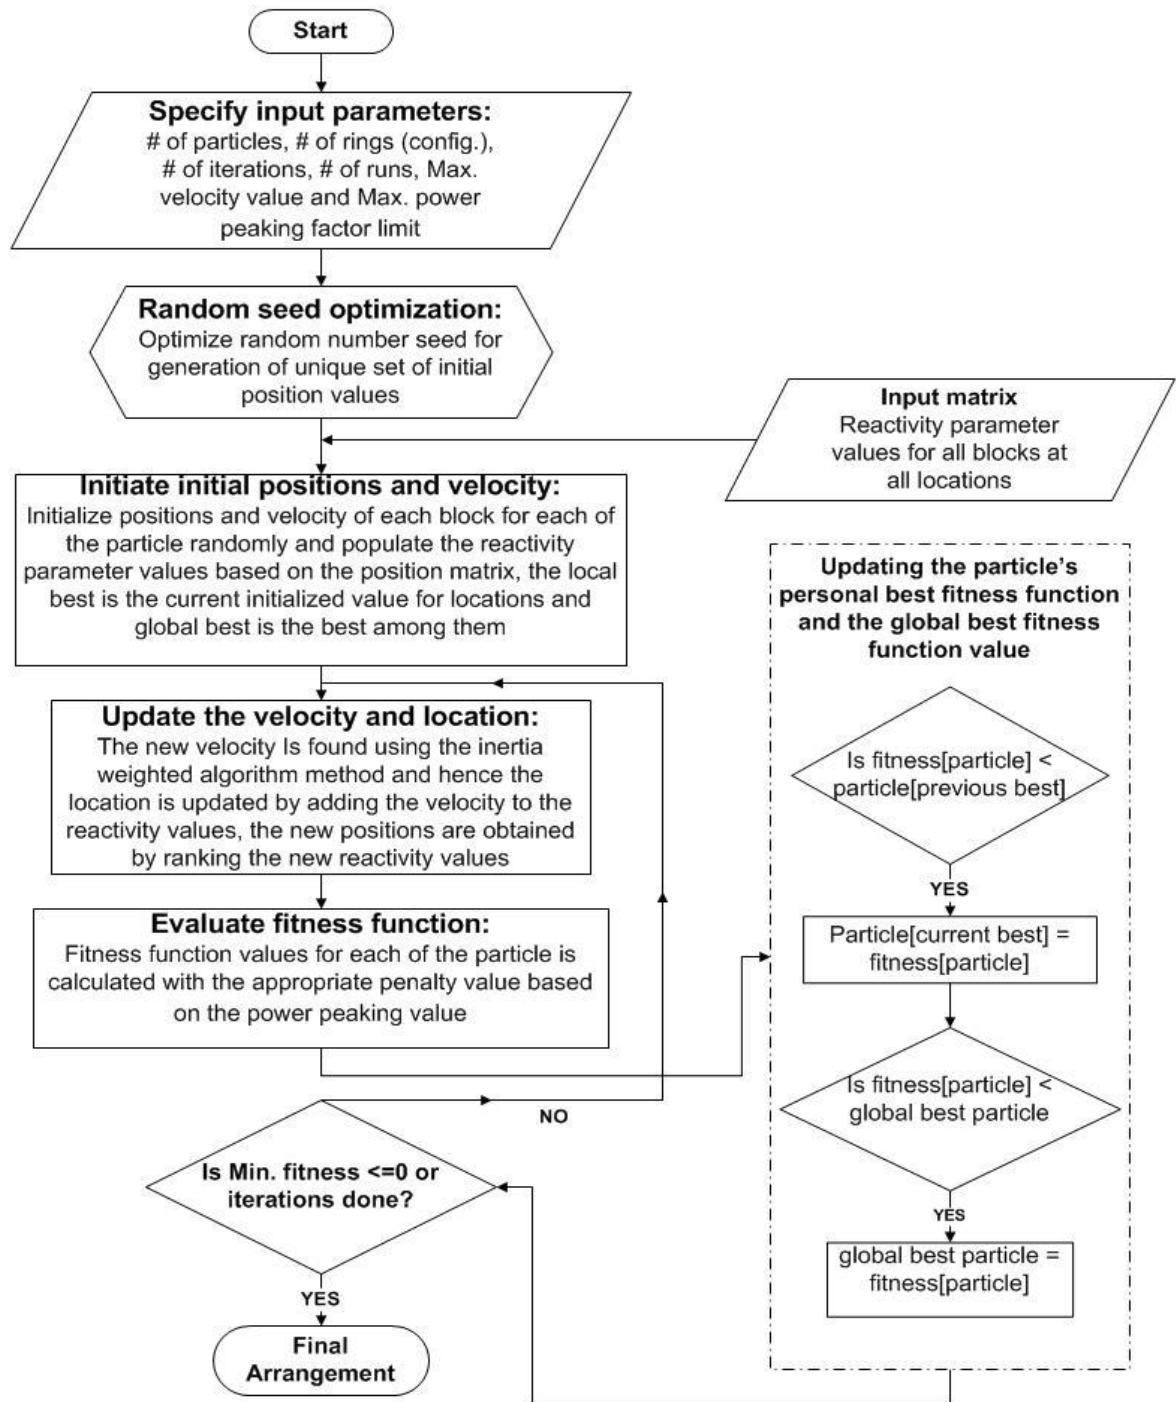 Start
Specify input parameters:
# of particles, # of rings (config.),
# of iterations, # of runs, Max.
velocity value and Max. power
peaking factor limit
Random seed optimization:
Optimize random number seed for
generation of unique set of initial
position values
Input matrix
Reactivity parameter
values for all blocks at
all locations
Initiate initial positions and velocity:
Initialize positions and velocity of each block for each of
the particle randomly and populate the reactivity
parameter values based on the position matrix, the local
best is the current initialized value for locations and
global best is the best among them
Update the velocity and location:
The new velocity Is found using the inertia
weighted algorithm method and hence the
location is updated by adding the velocity to the
reactivity values, the new positions are obtained
by ranking the new reactivity values
Evaluate fitness function:
Fitness function values for each of the particle is
calculated with the appropriate penalty value based
on the power peaking value
Updating the particle's
personal best fitness function
and the global best fitness
function value
Is fitness[particle] <
particle[previous best]
YES
Particle[current best] =
fitness[particle]
Is fitness[particle] <
global best particle
YES
global best particle =
fitness[particle]
NO
Is Min. fitness <=0 or
iterations done?
YES
Final
Arrangement